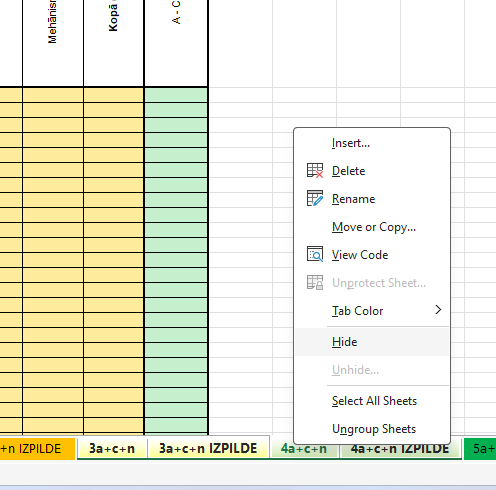 Mehānism
Kopā
A - C
Insert...
Delete
Rename
Move or Copy...
View Code
Unprotect Sheet...
Tab Color
Hide
Unhide...
Select All Sheets
Ungroup Sheets
+n IZPILDE
3a+c+n
3a+c+n IZPILDE
4a+c+n
4a+c+n IZPILDE
5a+